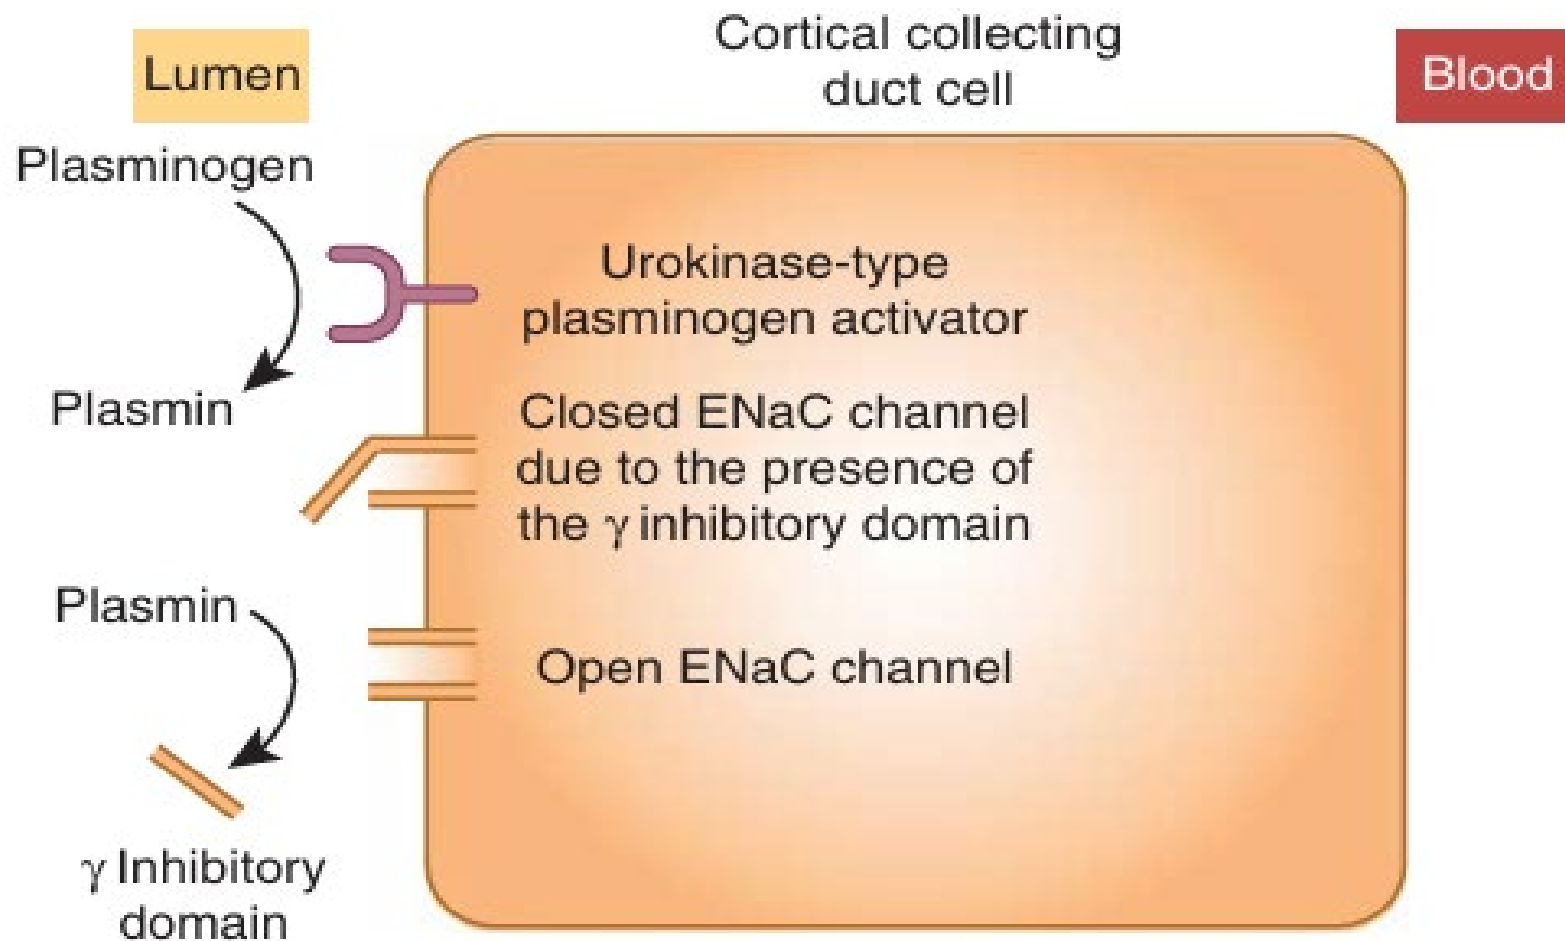 Cortical collecting
duct cell
Lumen
Blood
Plasminogen
Urokinase-type
plasminogen activator
Plasmin
Closed ENaC channel
due to the presence of
the γ inhibitory domain
Plasmin
Open ENaC channel
γ Inhibitory
domain